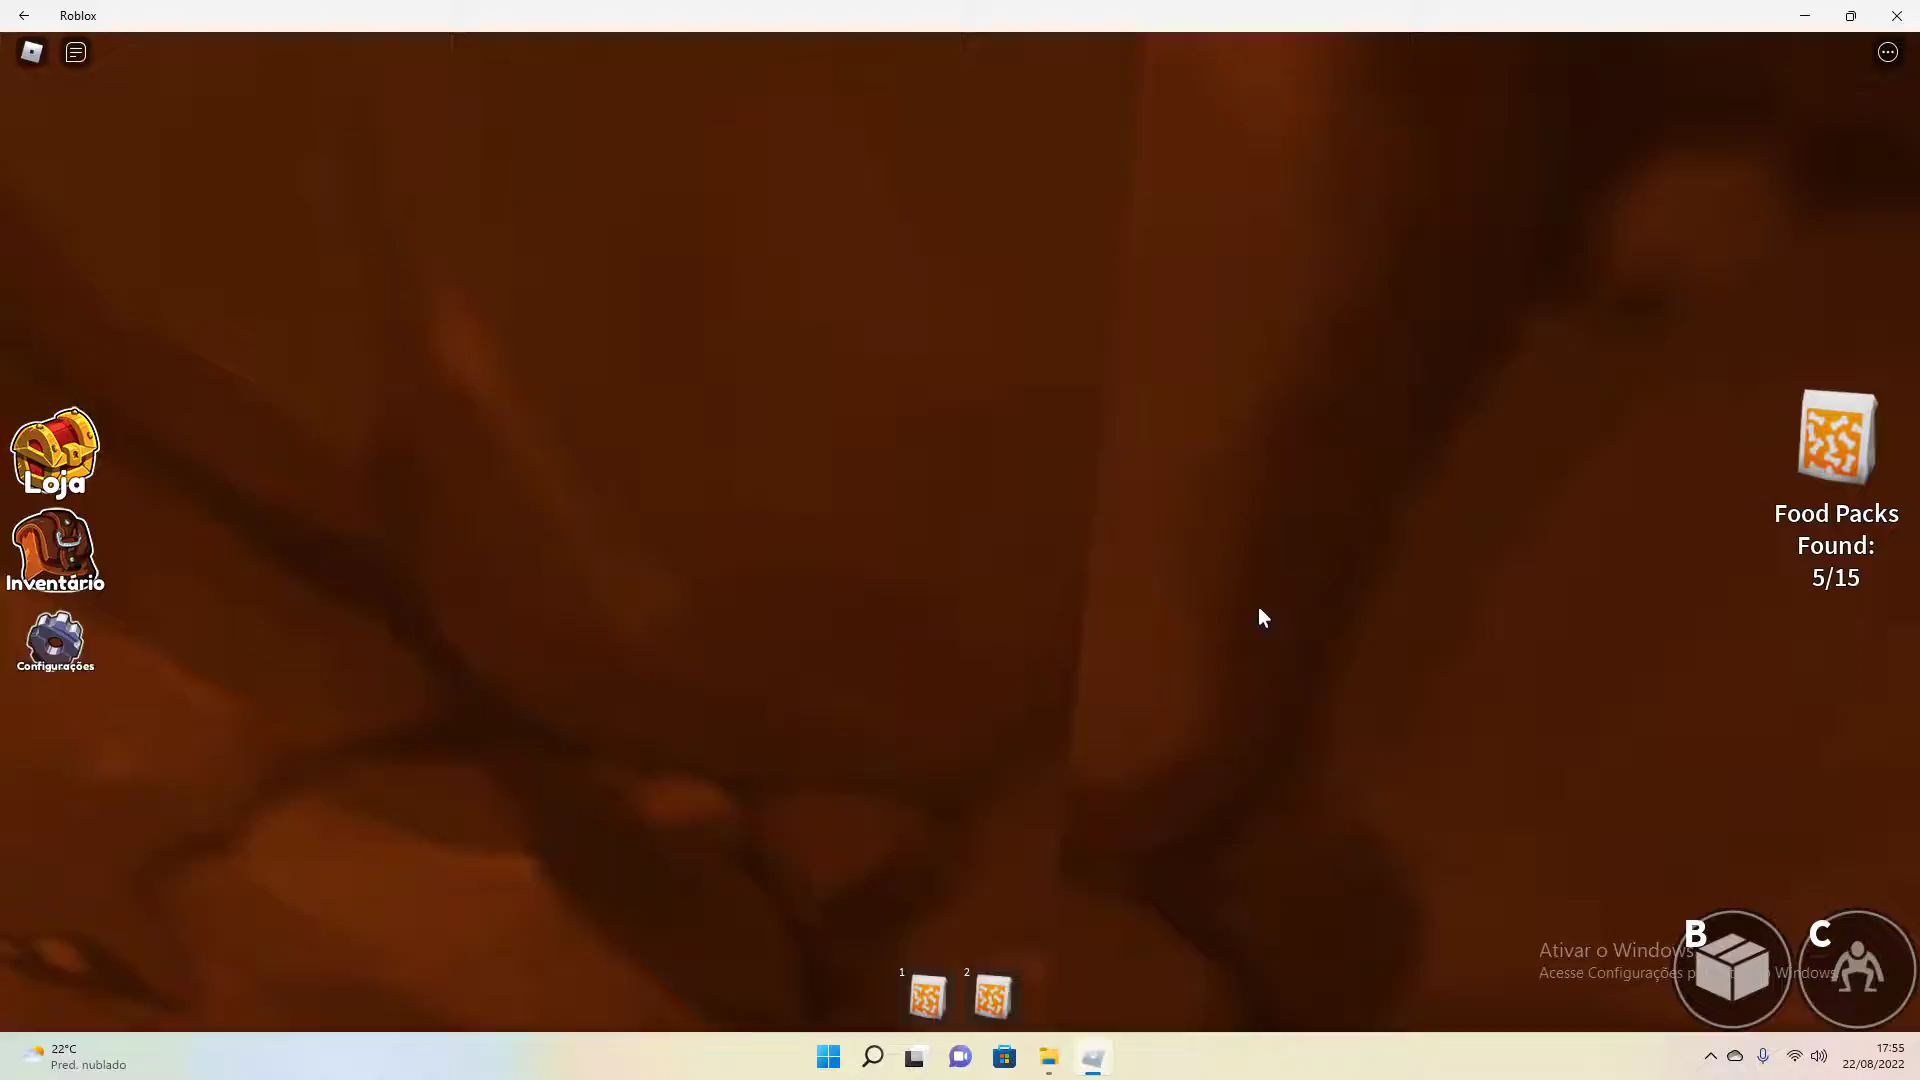 Roblox
Loja
Inventário
Configurações
Food Packs
Found:
5/15
B
C
Ativar o Windows
Acesse Configurações p
Windows.
1
2
22°C
Pred. nublado
17:55
22/08/2022